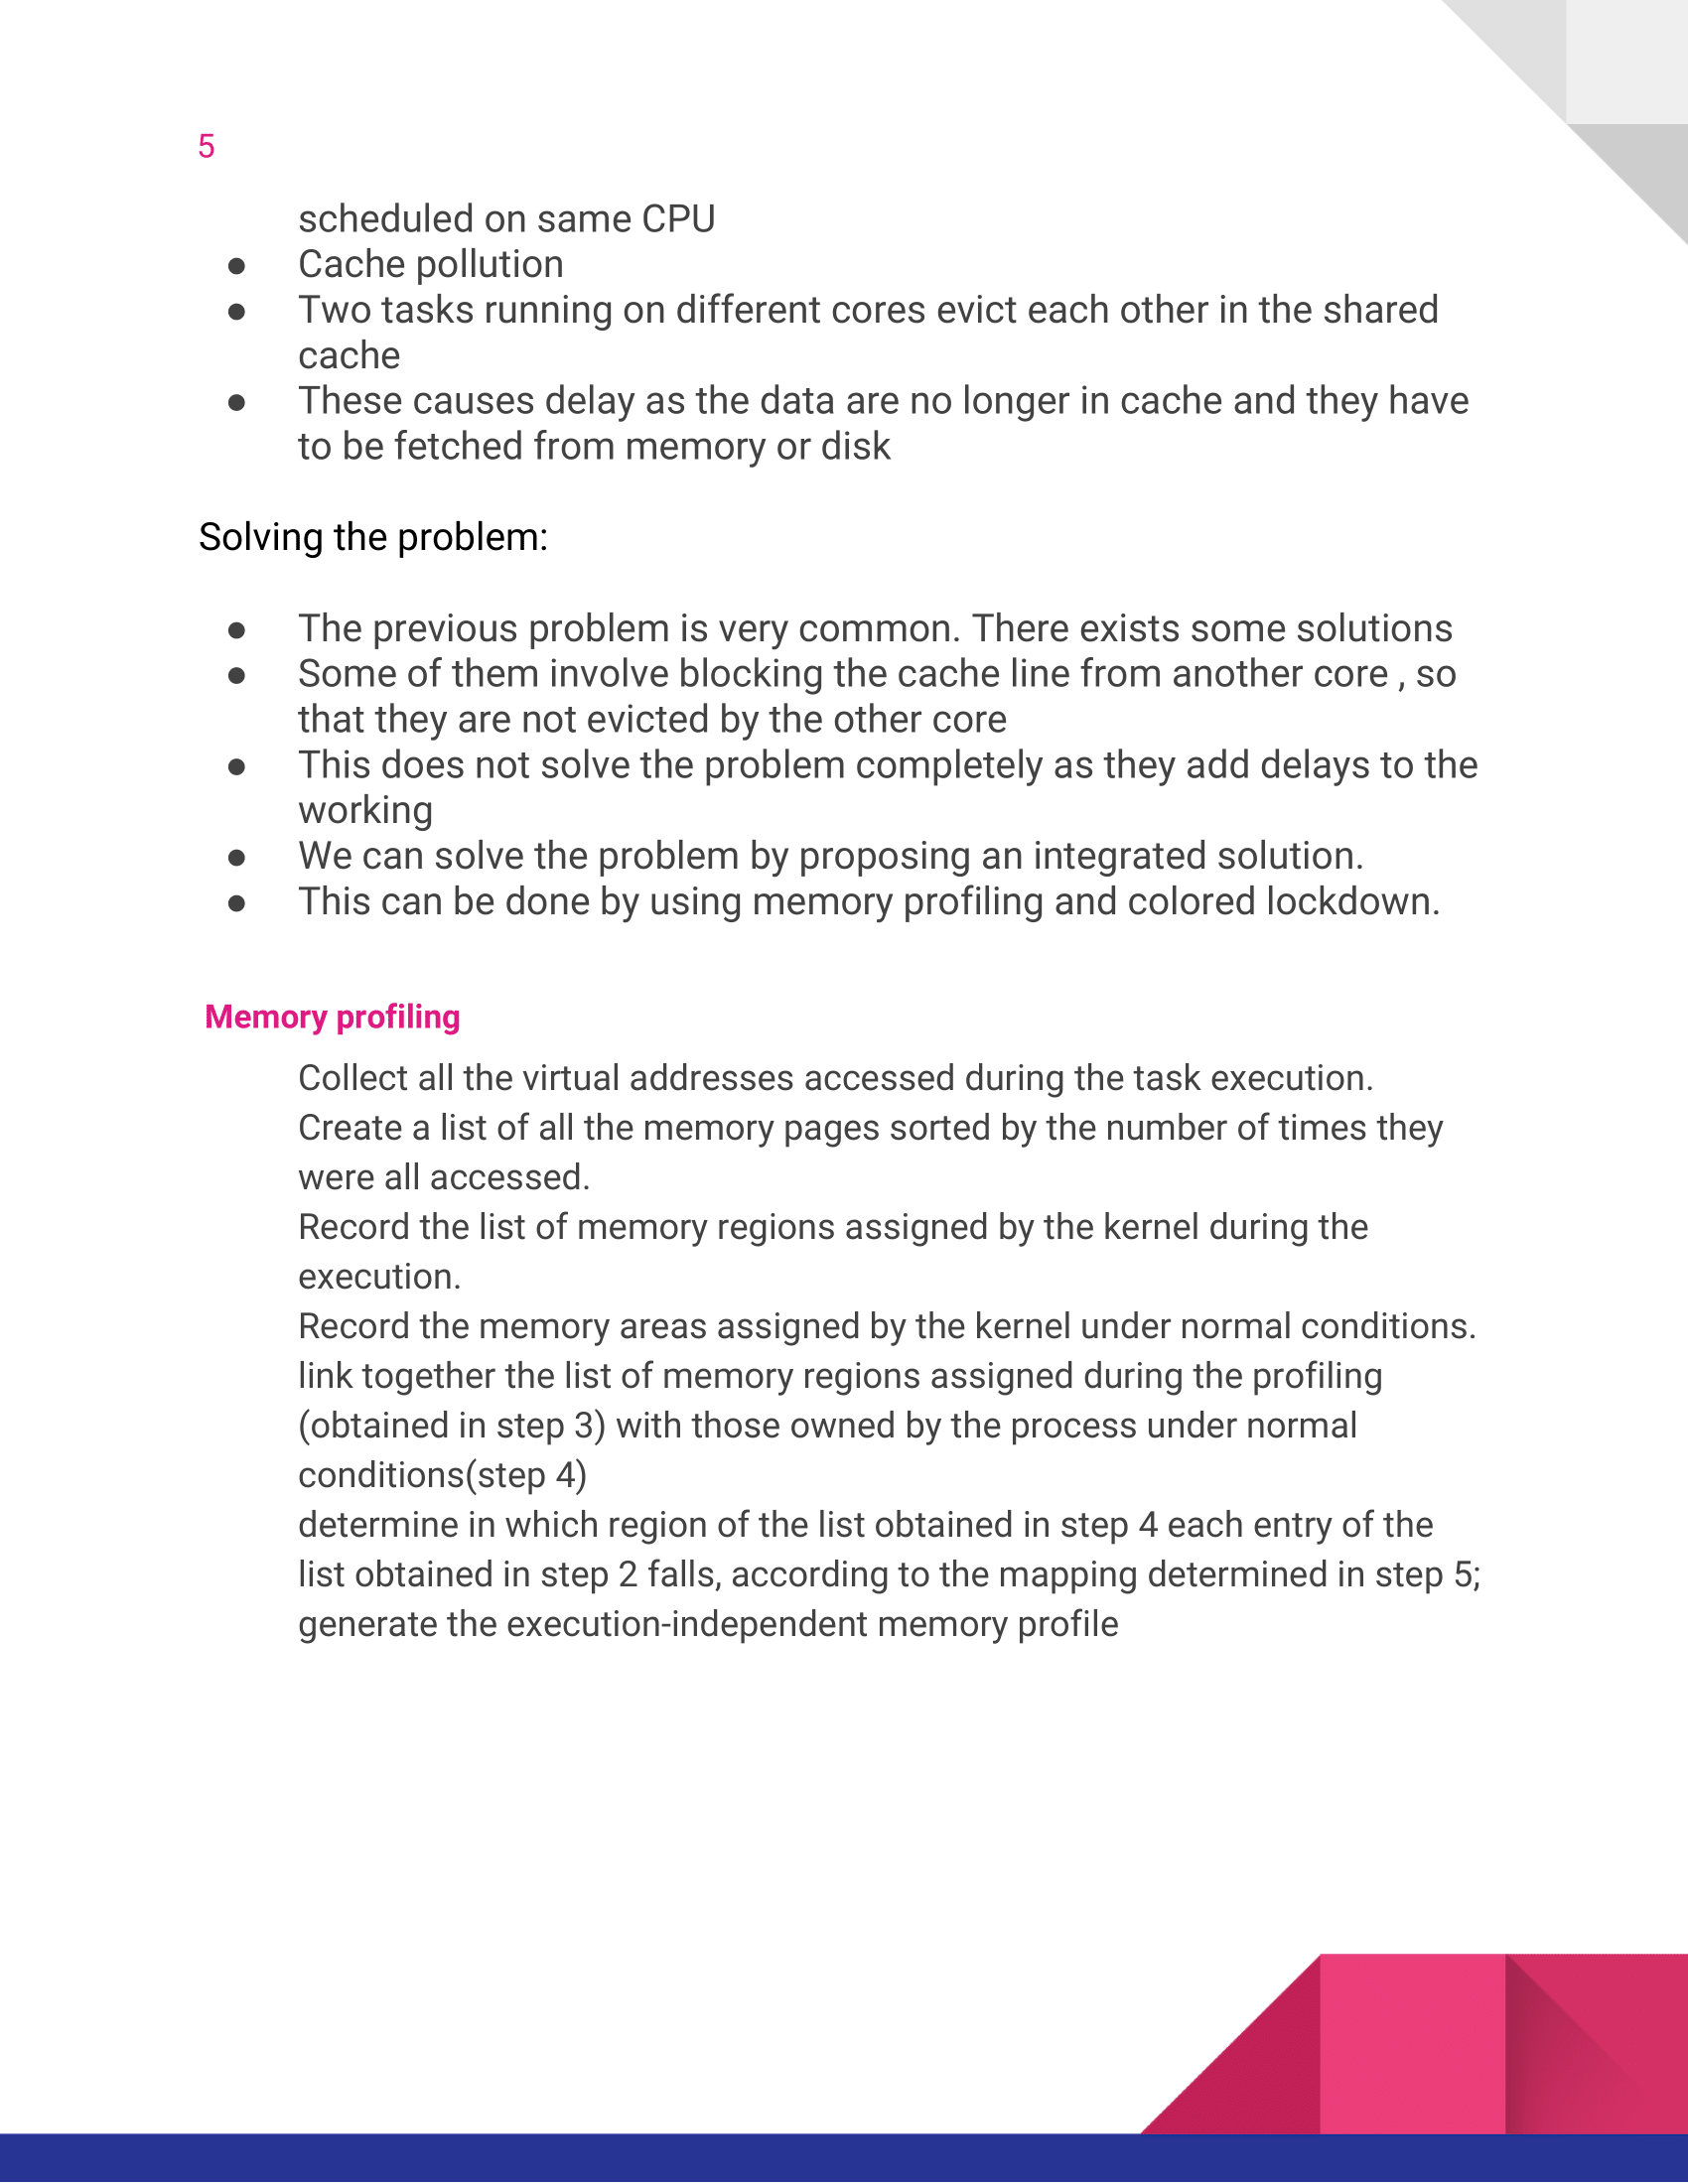 5
scheduled on same CPU
● Cache pollution
● Two tasks running on different cores evict each other in the shared
cache
● These causes delay as the data are no longer in cache and they have
to be fetched from memory or disk
Solving the problem:
● The previous problem is very common. There exists some solutions
● Some of them involve blocking the cache line from another core , so
that they are not evicted by the other core
● This does not solve the problem completely as they add delays to the
working
● We can solve the problem by proposing an integrated solution.
● This can be done by using memory profiling and colored lockdown.
Memory profiling
Collect all the virtual addresses accessed during the task execution.
Create a list of all the memory pages sorted by the number of times they
were all accessed.
Record the list of memory regions assigned by the kernel during the
execution.
Record the memory areas assigned by the kernel under normal conditions.
link together the list of memory regions assigned during the profiling
(obtained in step 3) with those owned by the process under normal
conditions(step 4)
determine in which region of the list obtained in step 4 each entry of the
list obtained in step 2 falls, according to the mapping determined in step 5;
generate the execution-independent memory profile